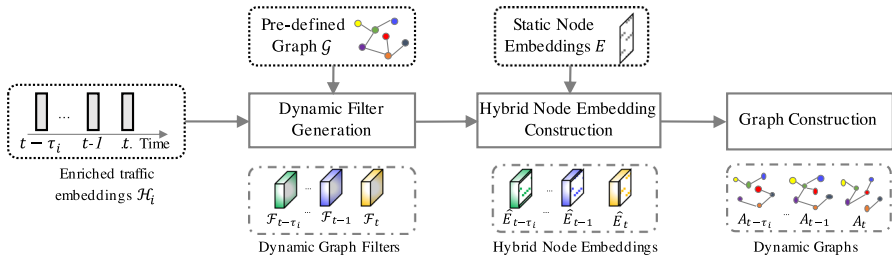 Pre-defined
Graph 𝒢
Static Node
Embeddings E
... 
t − τᵢ t-1 t. Time
Enriched traffic
embeddings ℋᵢ
Dynamic Filter
Generation
Hybrid Node Embedding
Construction
Graph Construction
...
ℱₜ₋τᵢ ... ℱₜ₋₁ ℱₜ
Dynamic Graph Filters
...
Êₜ₋τᵢ ... Êₜ₋₁ Êₜ
Hybrid Node Embeddings
Aₜ₋τᵢ ... Aₜ₋₁ Aₜ
Dynamic Graphs